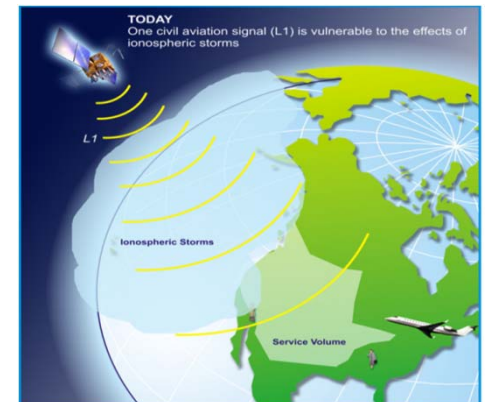 TODAY
One civil aviation signal (L1) is vulnerable to the effects of
ionospheric storms
L1
Ionospheric Storms
Service Volume